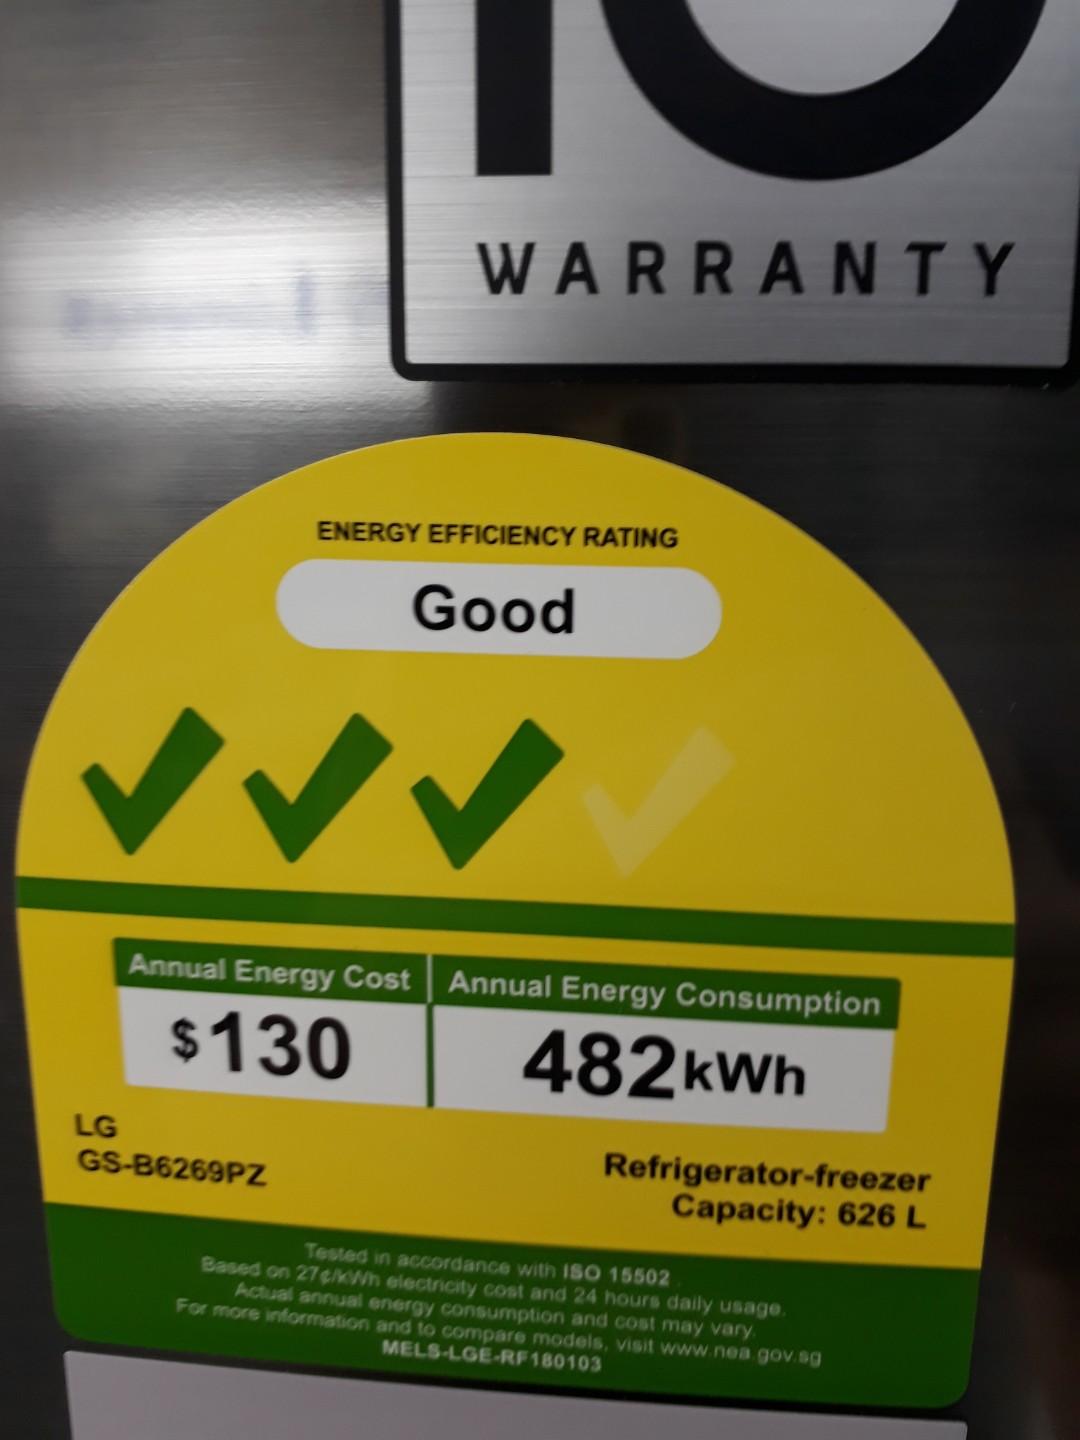 10
WARRANTY
ENERGY EFFICIENCY RATING
Good
Annual Energy Cost
Annual Energy Consumption
$130
482kWh
LG
GS-B6269PZ
Refrigerator-freezer
Capacity: 626 L
Tested in accordance with ISO 15502 .
Based on 27¢/kWh electricity cost and 24 hours daily usage.
Actual annual energy consumption and cost may vary.
For more information and to compare models, visit www.nea.gov.sg
MELS-LGE-RF180103